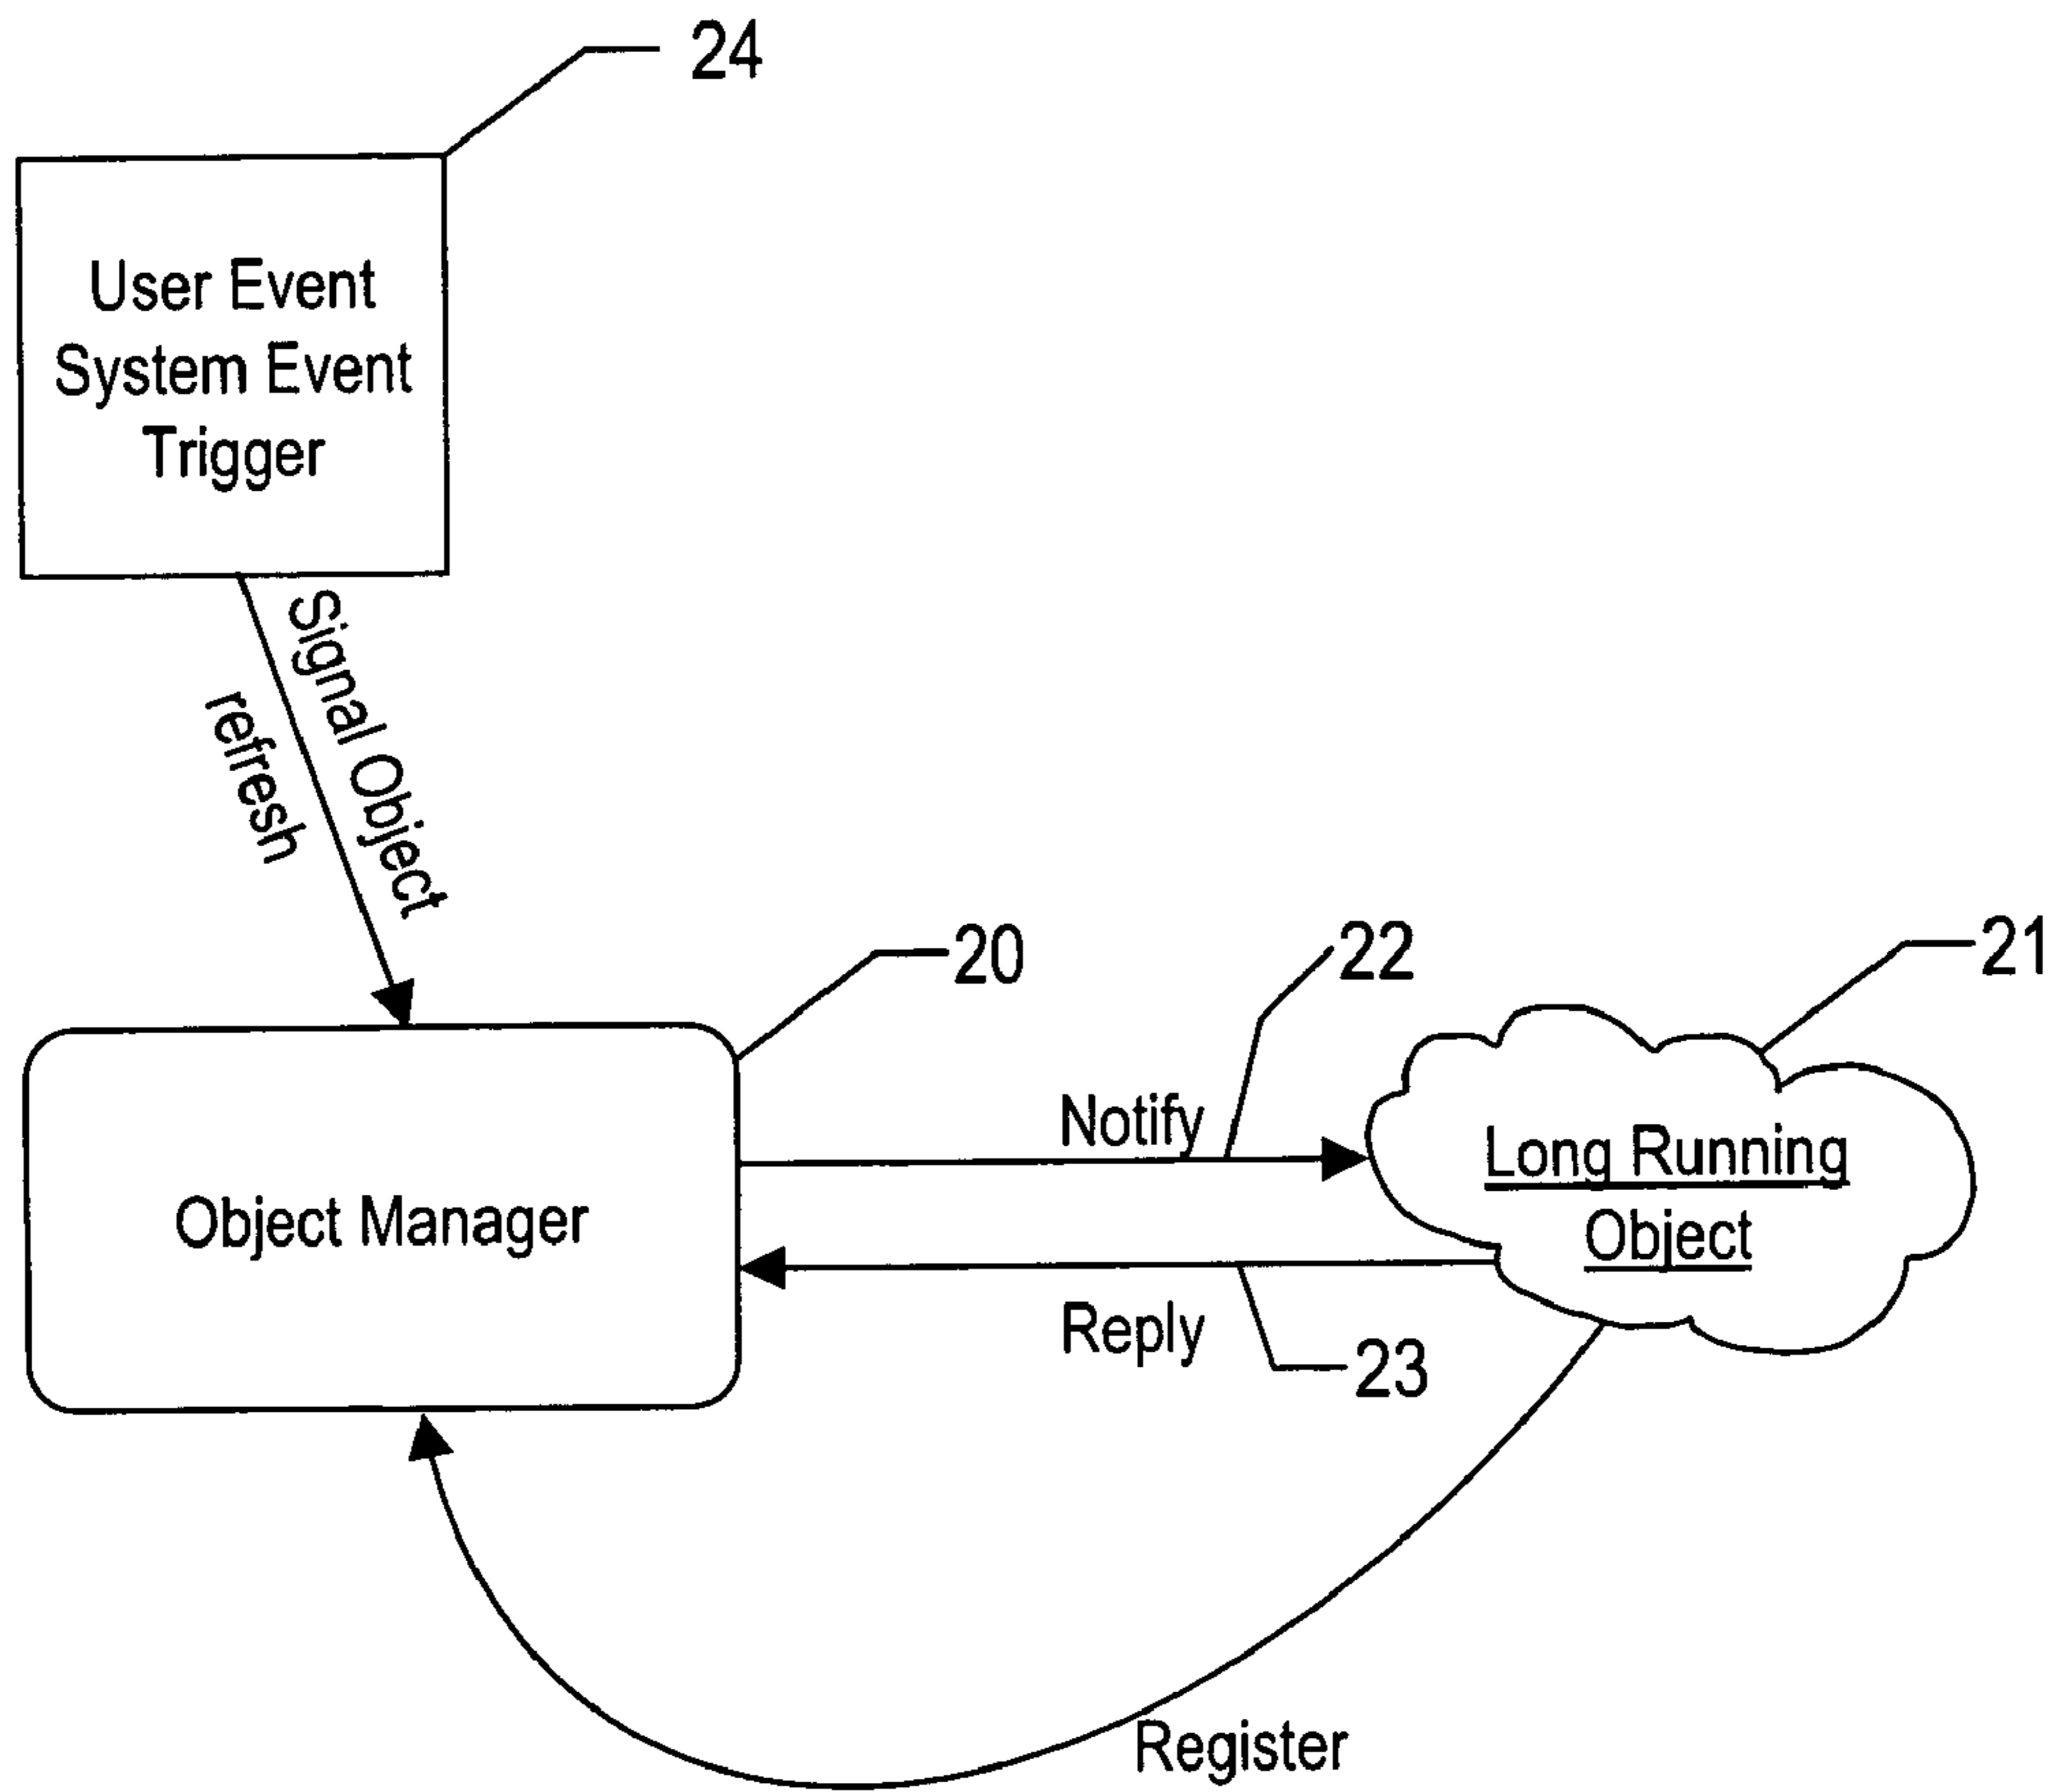 24
User Event
System Event
Trigger
Signal Object
refresh
20
22
21
Notify
Long Running
Object
Object Manager
Reply
23
Register